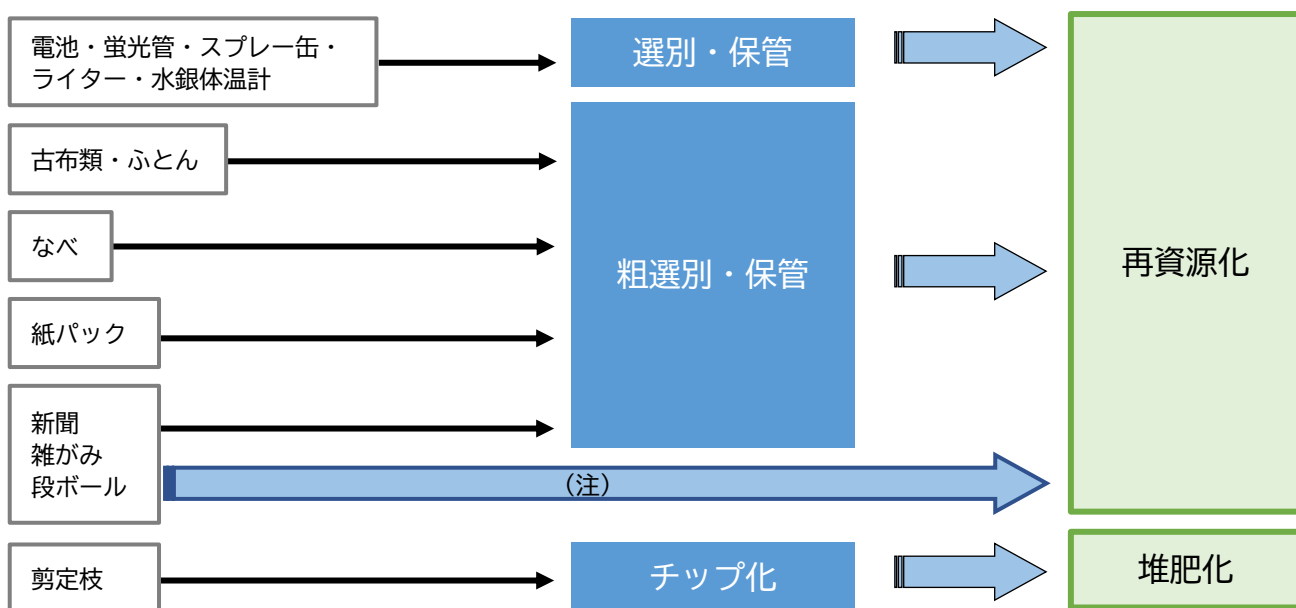 電池・蛍光管・スプレー缶・
ライター・水銀体温計
選別・保管
古布類・ふとん
なべ
粗選別・保管
再資源化
紙パック
新聞
雑がみ
段ボール
（注）
剪定枝
チップ化
堆肥化